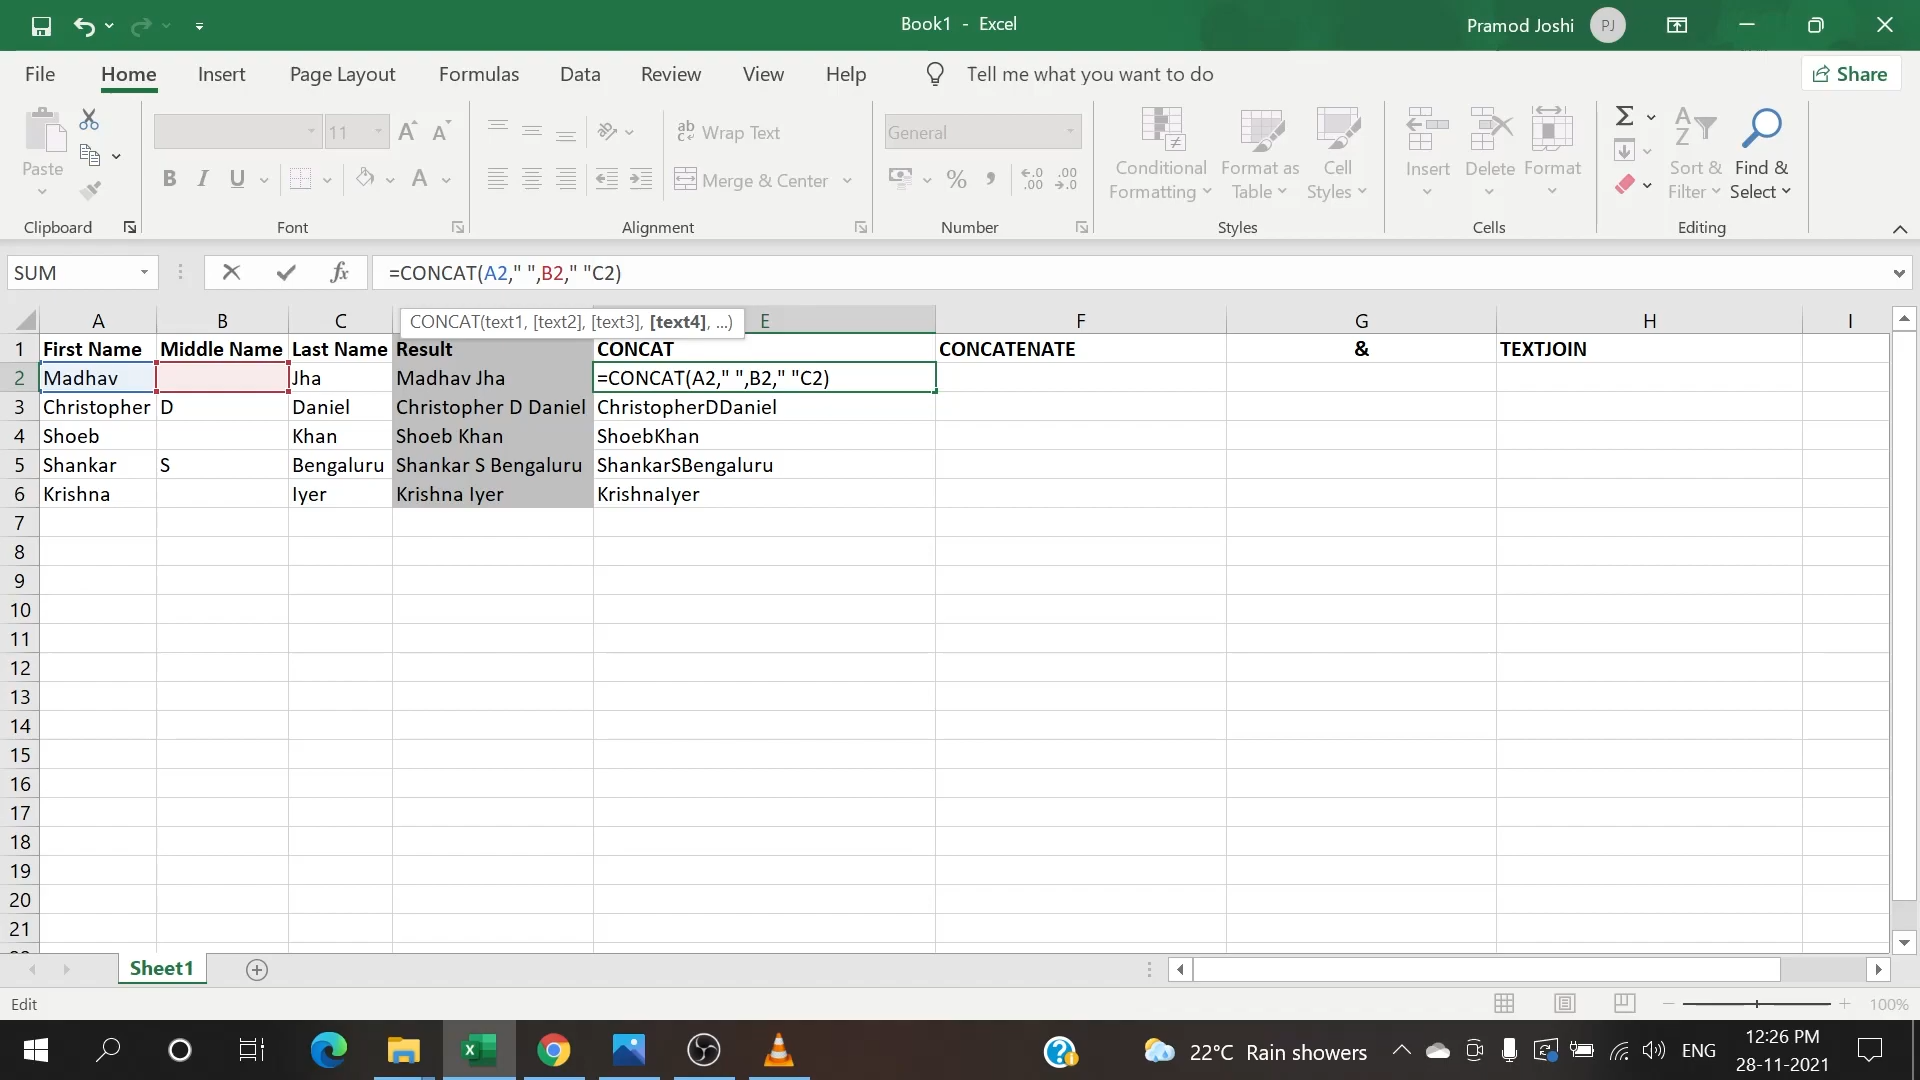 Book1 - Excel
Pramod Joshi PJ
File Home Insert Page Layout Formulas Data Review View Help Tell me what you want to do Share
Paste
11
Wrap Text
Merge & Center
General
Conditional Formatting
Format as Table
Cell Styles
Insert
Delete
Format
Sort & Filter
Find & Select
Clipboard Font Alignment Number Styles Cells Editing
SUM fx =CONCAT(A2," ",B2," "C2)
CONCAT(text1, [text2], [text3], [text4], ...)
A B C E F G H I
1 First Name Middle Name Last Name Result CONCAT CONCATENATE & TEXTJOIN
2 Madhav Jha Madhav Jha =CONCAT(A2," ",B2," "C2)
3 Christopher D Daniel Christopher D Daniel ChristopherDDaniel
4 Shoeb Khan Shoeb Khan ShoebKhan
5 Shankar S Bengaluru Shankar S Bengaluru ShankarSBengaluru
6 Krishna Iyer Krishna Iyer KrishnaIyer
7
8
9
10
11
12
13
14
15
16
17
18
19
20
21
Sheet1
Edit 100%
22°C Rain showers ENG 12:26 PM
28-11-2021